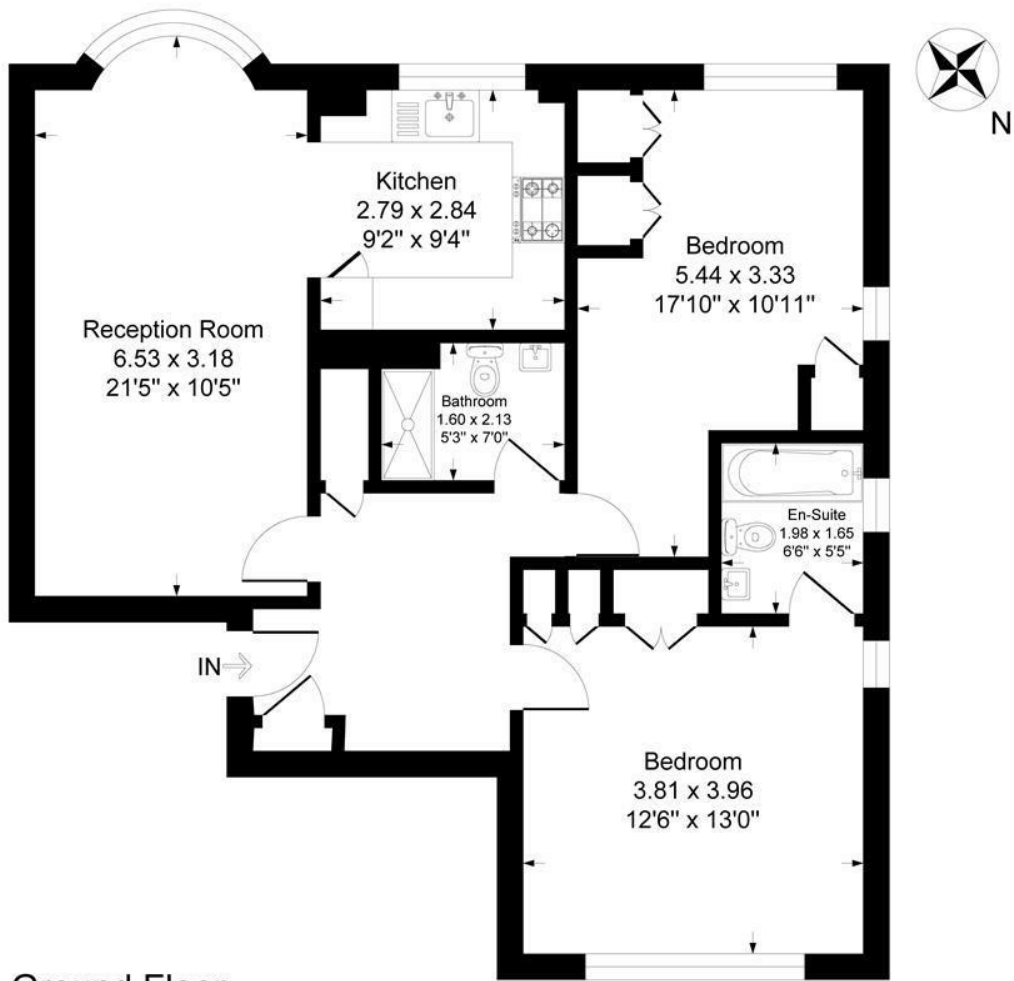 N
Kitchen
2.79 x 2.84
9'2" x 9'4"
Bedroom
5.44 x 3.33
17'10" x 10'11"
Reception Room
6.53 x 3.18
21'5" x 10'5"
Bathroom
1.60 x 2.13
5'3" x 7'0"
En-Suite
1.98 x 1.65
6'6" x 5'5"
IN
Bedroom
3.81 x 3.96
12'6" x 13'0"
Ground Floor